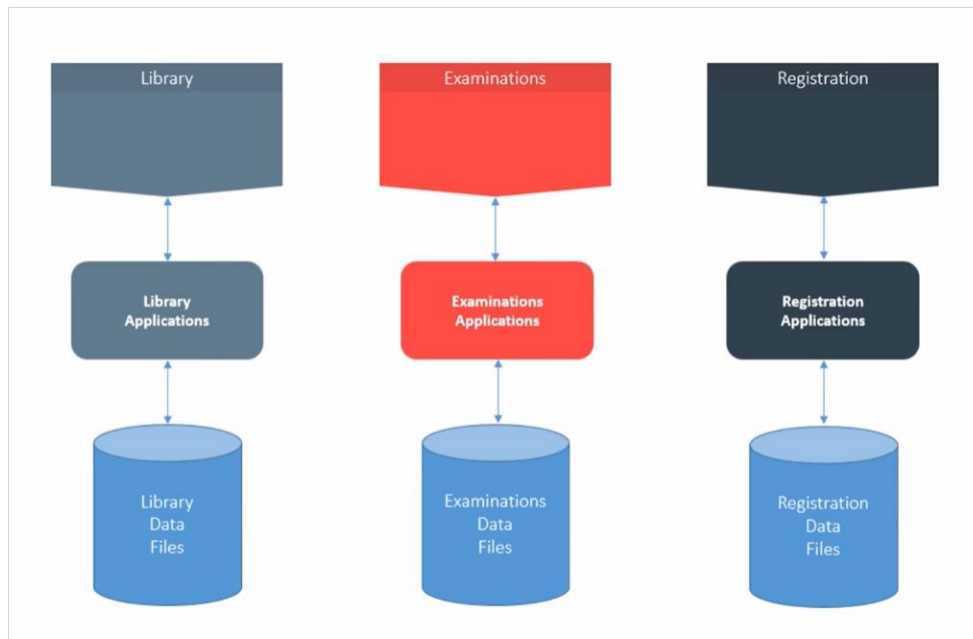 Library
Examinations
Registration
Library
Applications
Examinations
Applications
Registration
Applications
Library
Data
Files
Examinations
Data
Files
Registration
Data
Files